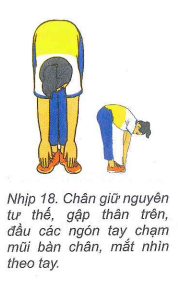 Nhịp 18. Chân giữ nguyên
tư thế, gập thân trên,
đầu các ngón tay chạm
mũi bàn chân, mắt nhìn
theo tay.